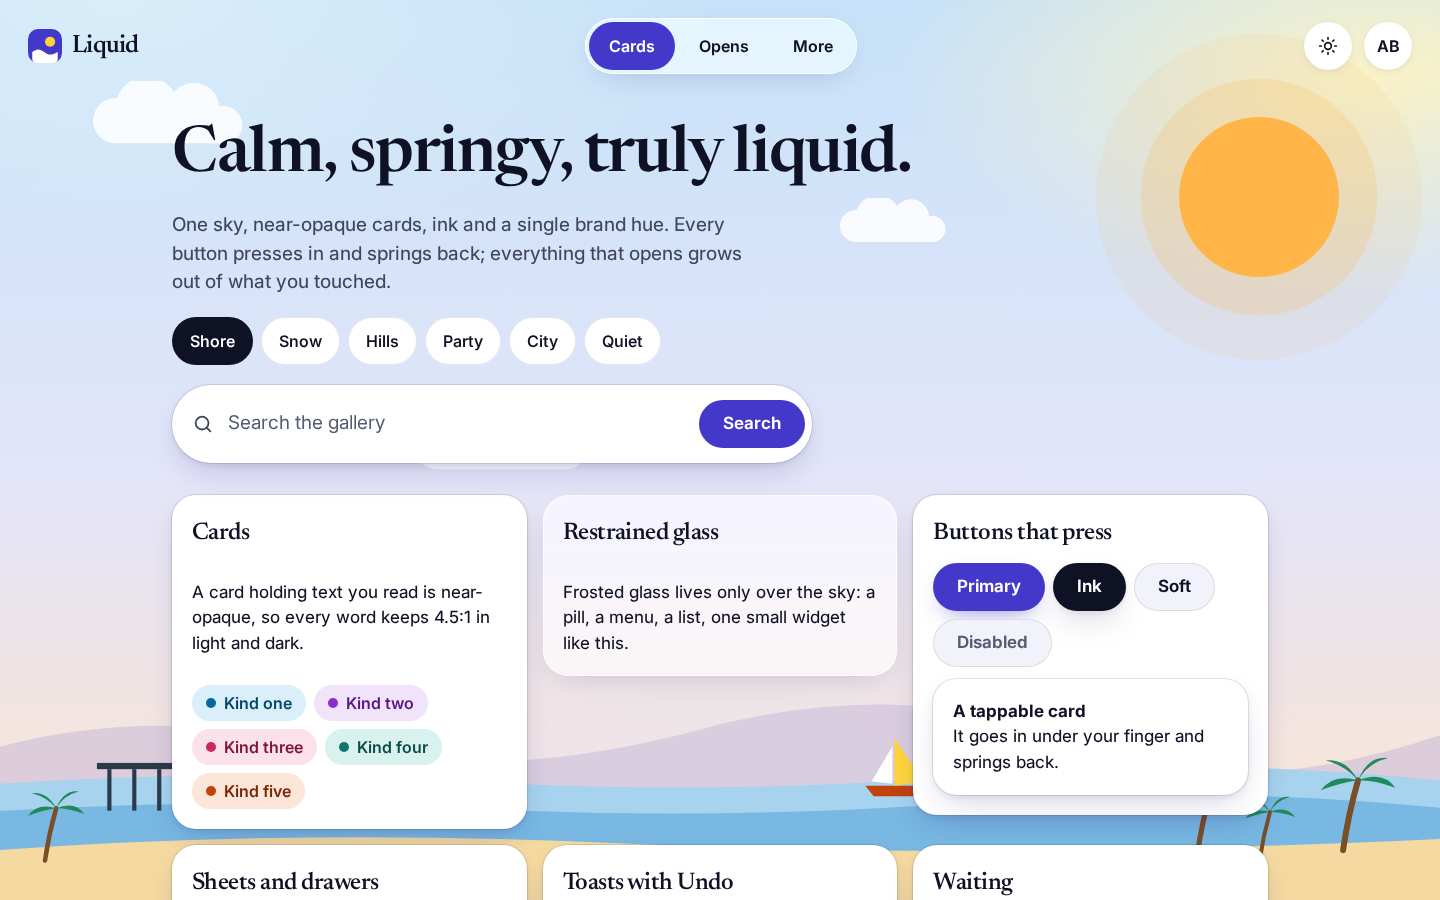 Liquid
Cards
Opens
More
AB
Calm, springy, truly liquid.
One sky, near-opaque cards, ink and a single brand hue. Every
button presses in and springs back; everything that opens grows
out of what you touched.
Shore
Snow
Hills
Party
City
Quiet
Search the gallery
Search
Cards
A card holding text you read is near-
opaque, so every word keeps 4.5:1 in
light and dark.
Kind one
Kind two
Kind three
Kind four
Kind five
Restrained glass
Frosted glass lives only over the sky: a
pill, a menu, a list, one small widget
like this.
Buttons that press
Primary
Ink
Soft
Disabled
A tappable card
It goes in under your finger and
springs back.
Sheets and drawers
Toasts with Undo
Waiting